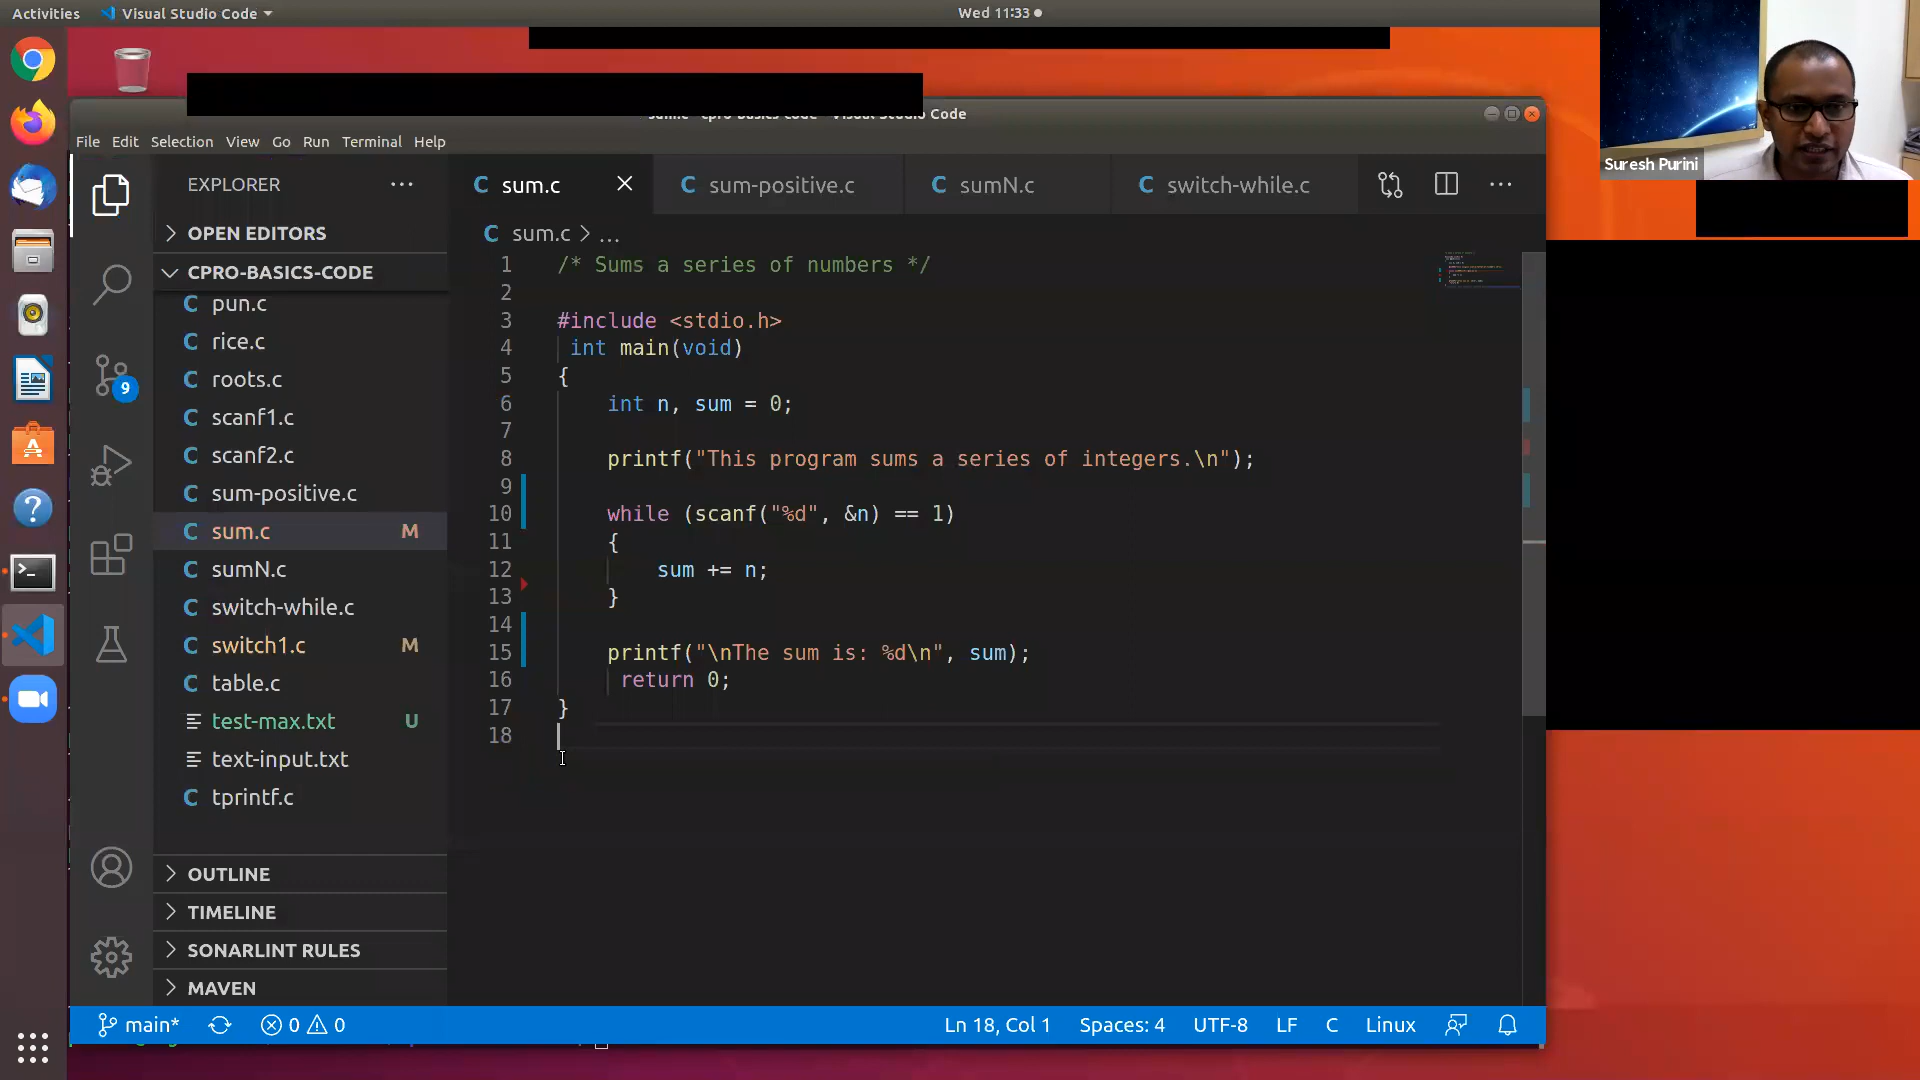 Activities
Visual Studio Code
Wed 11:33
Suresh Purini
Code
File Edit Selection View Go Run Terminal Help
EXPLORER
OPEN EDITORS
CPRO-BASICS-CODE
pun.c
rice.c
roots.c
scanf1.c
scanf2.c
sum-positive.c
sum.c M
sumN.c
switch-while.c
switch1.c M
table.c
test-max.txt U
text-input.txt
tprintf.c
OUTLINE
TIMELINE
SONARLINT RULES
MAVEN
9
sum.c
sum-positive.c
sumN.c
switch-while.c
sum.c > ...
1 /* Sums a series of numbers */
2
3 #include <stdio.h>
4 int main(void)
5 {
6 int n, sum = 0;
7
8 printf("This program sums a series of integers.\n");
9
10 while (scanf("%d", &n) == 1)
11 {
12 sum += n;
13 }
14
15 printf("\nThe sum is: %d\n", sum);
16 return 0;
17 }
18
main* 0 0 Ln 18, Col 1 Spaces: 4 UTF-8 LF C Linux